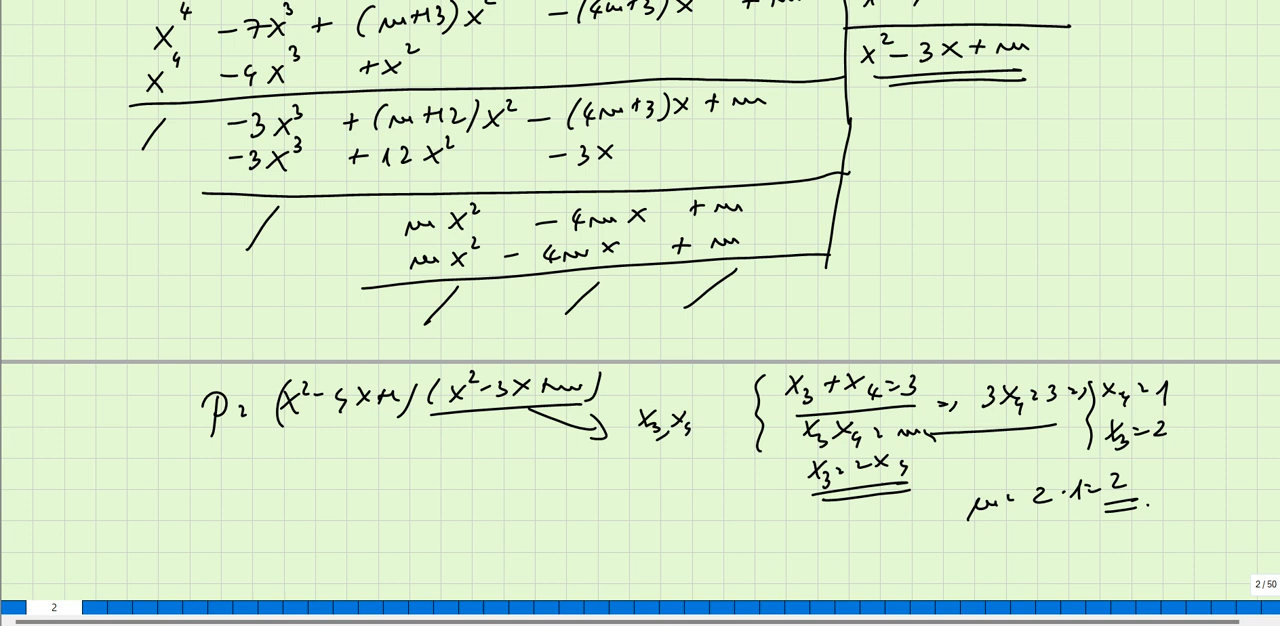 x⁴ - 7x³ + (m+13)x² - (4m+3)x + m
x⁴ - 4x³ + x²
x² - 3x + m
-3x³ + (m+12)x² - (4m+3)x + m
-3x³ + 12x² - 3x
mx² - 4mx + m
mx² - 4mx + m
P = (x² - 4x+1)(x² - 3x+m)
x₃, x₄
x₃ + x₄ = 3 => 3x₄ = 3 => x₄ = 1
x₃x₄ = m x₃ = 2
x₃ = 2x₄
m = 2·1 = 2.
2 / 50
2